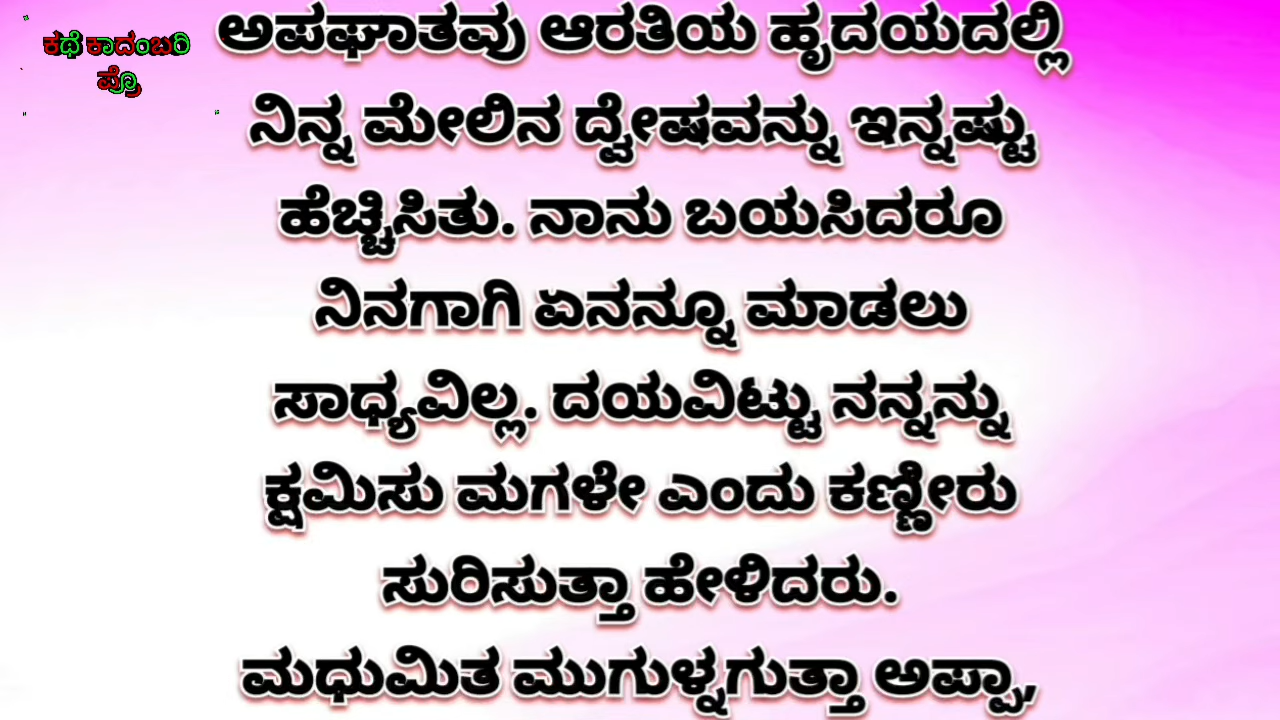 ಕಥೆ ಕಾದಂಬರಿ
ಪ್ರೊ
ಅಪಘಾತವು ಆರತಿಯ ಹೃದಯದಲ್ಲಿ
ನಿನ್ನ ಮೇಲಿನ ದ್ವೇಷವನ್ನು ಇನ್ನಷ್ಟು
ಹೆಚ್ಚಿಸಿತು. ನಾನು ಬಯಸಿದರೂ
ನಿನಗಾಗಿ ಏನನ್ನೂ ಮಾಡಲು
ಸಾಧ್ಯವಿಲ್ಲ. ದಯವಿಟ್ಟು ನನ್ನನ್ನು
ಕ್ಷಮಿಸು ಮಗಳೇ ಎಂದು ಕಣ್ಣೀರು
ಸುರಿಸುತ್ತಾ ಹೇಳಿದರು.
ಮಧುಮಿತ ಮುಗುಳ್ನಗುತ್ತಾ ಅಪ್ಪಾ,